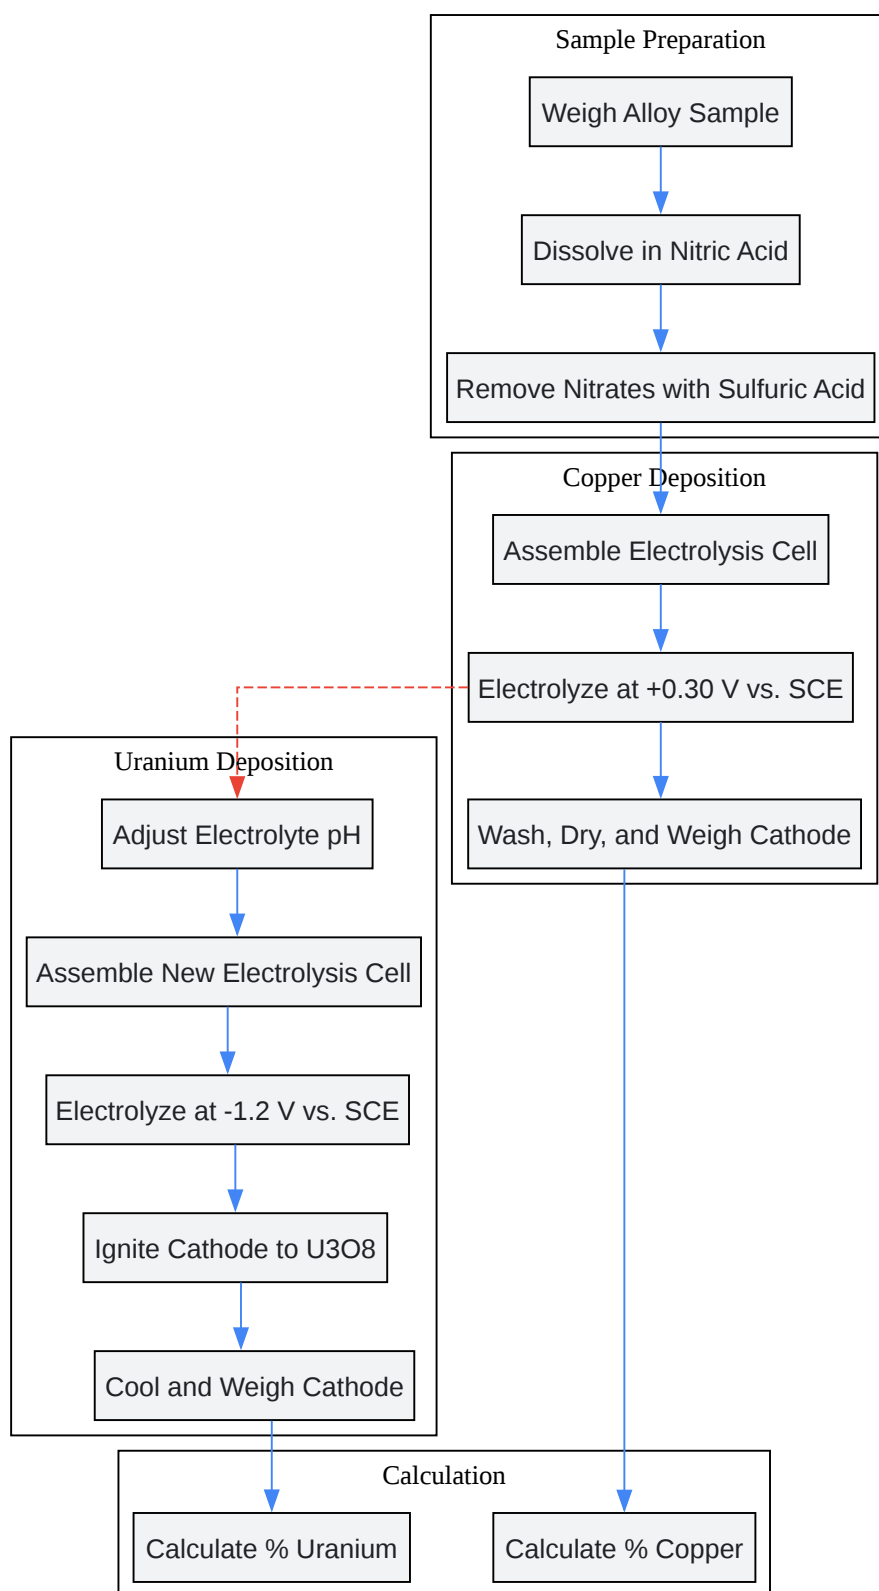 Sample Preparation
Weigh Alloy Sample
Dissolve in Nitric Acid
Remove Nitrates with Sulfuric Acid
Copper Deposition
Assemble Electrolysis Cell
Electrolyze at +0.30 V vs. SCE
Wash, Dry, and Weigh Cathode
Uranium Deposition
Adjust Electrolyte pH
Assemble New Electrolysis Cell
Electrolyze at -1.2 V vs. SCE
Ignite Cathode to U3O8
Cool and Weigh Cathode
Calculation
Calculate % Uranium
Calculate % Copper